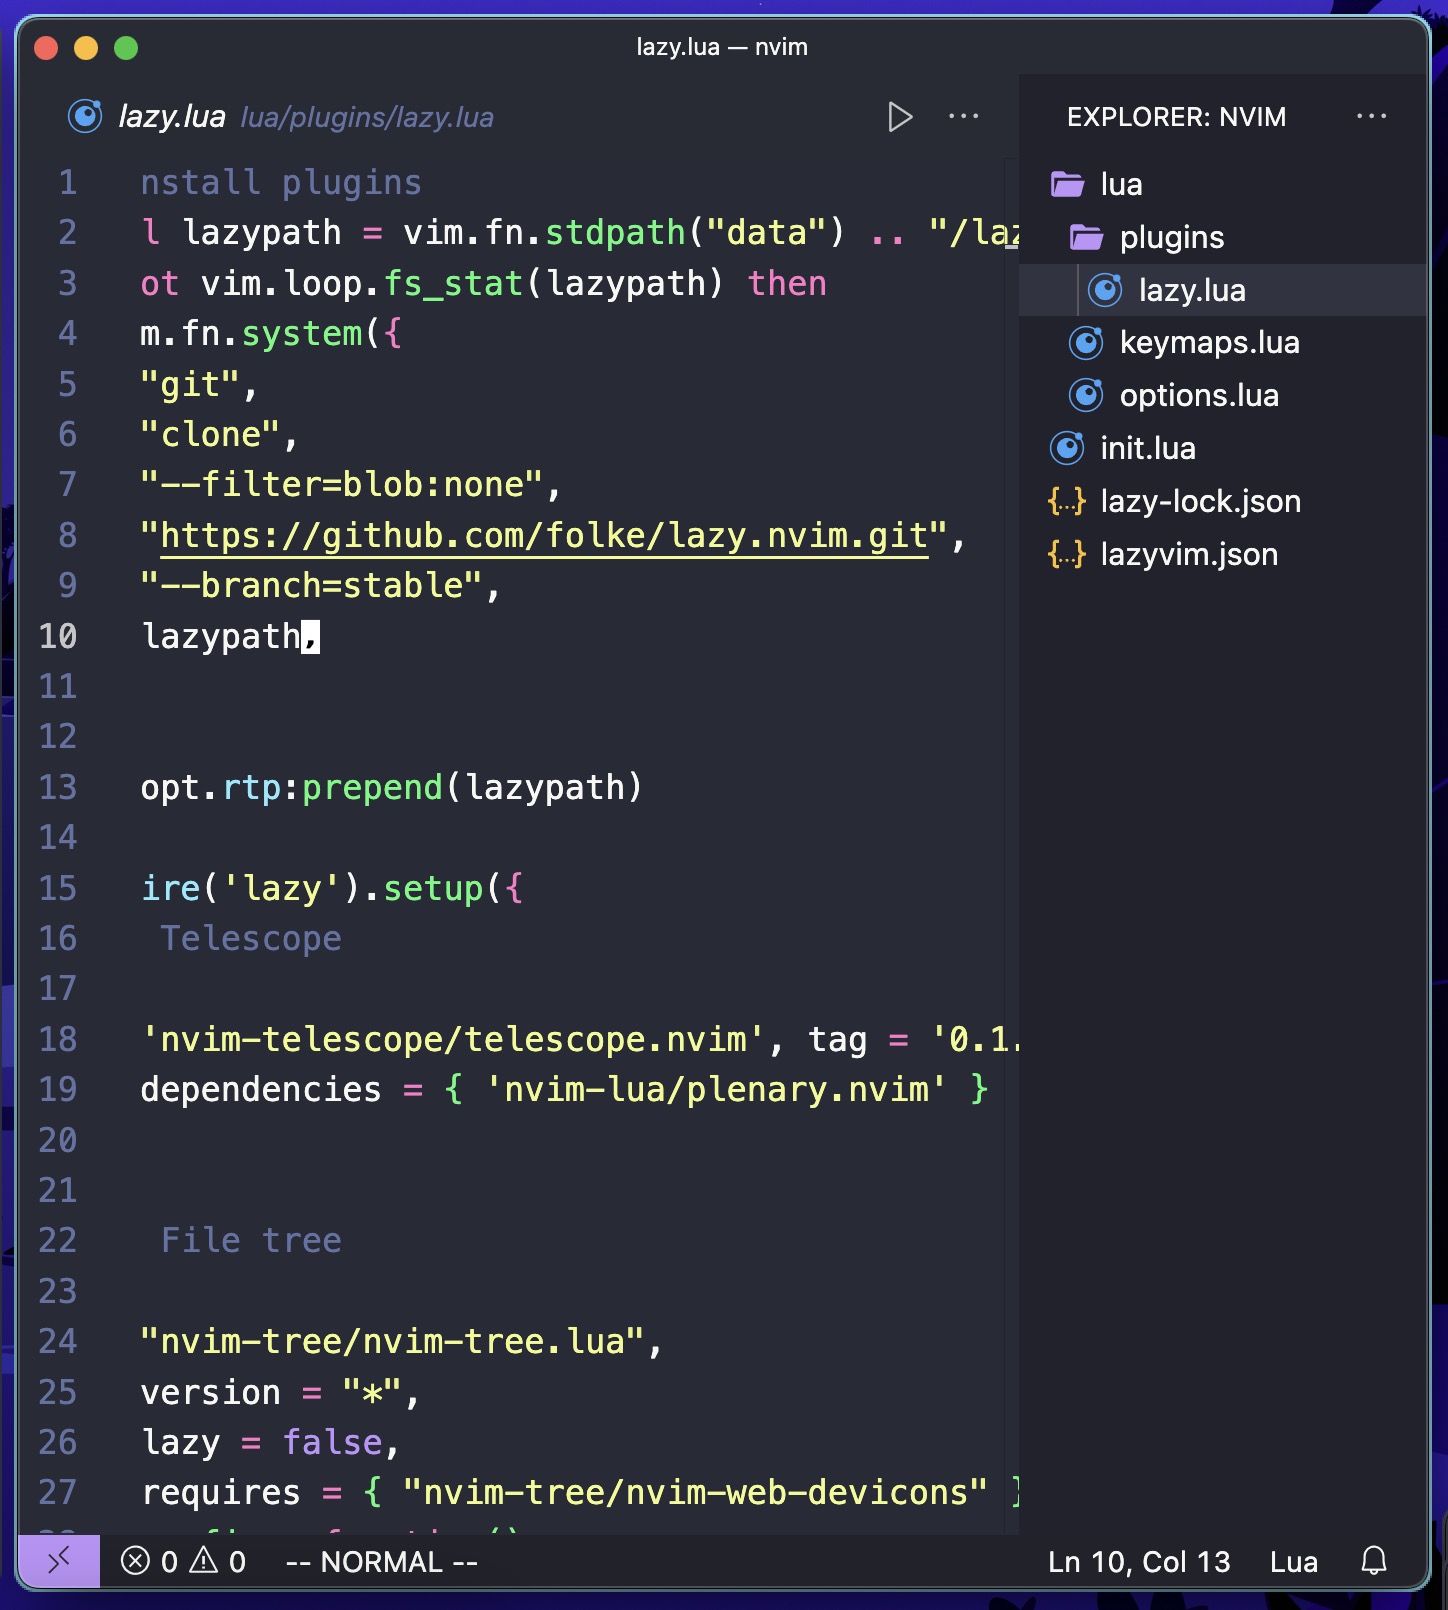 lazy.lua — nvim
lazy.lua lua/plugins/lazy.lua
1 nstall plugins
2 l lazypath = vim.fn.stdpath("data") .. "/laz
3 ot vim.loop.fs_stat(lazypath) then
4 m.fn.system({
5 "git",
6 "clone",
7 "--filter=blob:none",
8 "https://github.com/folke/lazy.nvim.git",
9 "--branch=stable",
10 lazypath,
11
12
13 opt.rtp:prepend(lazypath)
14
15 ire('lazy').setup({
16 Telescope
17
18 'nvim-telescope/telescope.nvim', tag = '0.1.
19 dependencies = { 'nvim-lua/plenary.nvim' }
20
21
22 File tree
23
24 "nvim-tree/nvim-tree.lua",
25 version = "*",
26 lazy = false,
27 requires = { "nvim-tree/nvim-web-devicons" }
EXPLORER: NVIM
lua
plugins
lazy.lua
keymaps.lua
options.lua
init.lua
{...} lazy-lock.json
{...} lazyvim.json
0 0 -- NORMAL -- Ln 10, Col 13 Lua